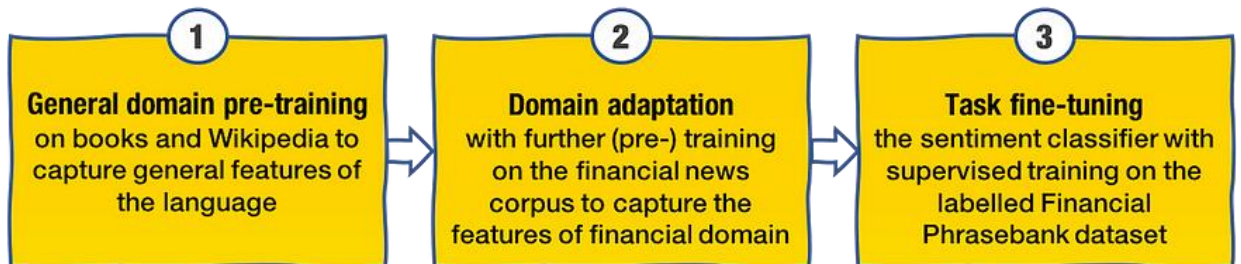 1
General domain pre-training
on books and Wikipedia to
capture general features of
the language
2
Domain adaptation
with further (pre-) training
on the financial news
corpus to capture the
features of financial domain
3
Task fine-tuning
the sentiment classifier with
supervised training on the
labelled Financial
Phrasebank dataset